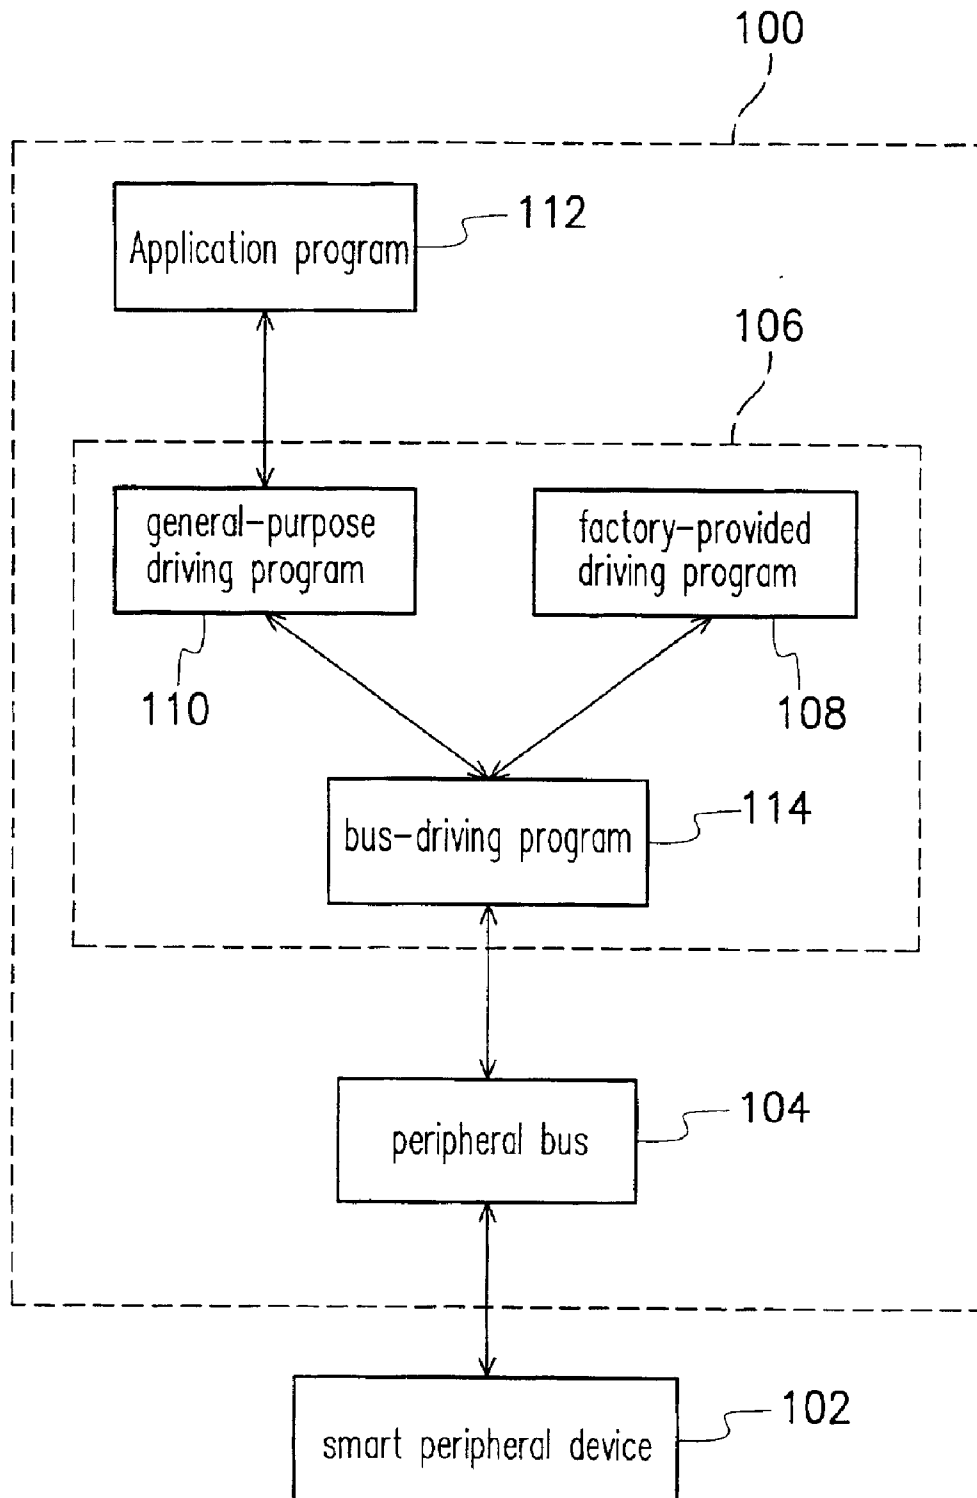 100
Application program
112
106
general-purpose
driving program
factory-provided
driving program
110
108
bus-driving program
114
peripheral bus
104
smart peripheral device
102